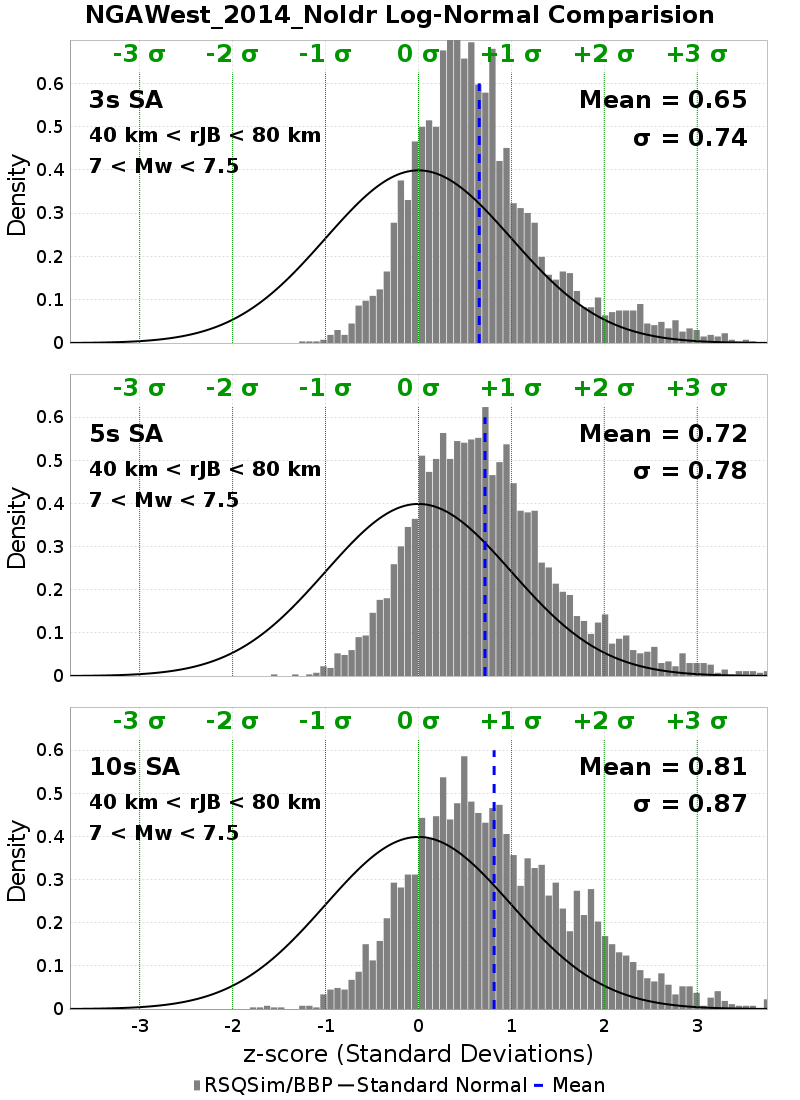 NGAWest_2014_NoIdr Log-Normal Comparision
-3 σ -2 σ -1 σ 0 σ +1 σ +2 σ +3 σ
0.6
3s SA Mean = 0.65
0.5
40 km < rJB < 80 km σ = 0.74
0.4
7 < Mw < 7.5
Density
0.3
0.2
0.1
0
-3 σ -2 σ -1 σ 0 σ +1 σ +2 σ +3 σ
0.6
5s SA Mean = 0.72
0.5
40 km < rJB < 80 km σ = 0.78
0.4
7 < Mw < 7.5
Density
0.3
0.2
0.1
0
-3 σ -2 σ -1 σ 0 σ +1 σ +2 σ +3 σ
0.6
10s SA Mean = 0.81
0.5
40 km < rJB < 80 km σ = 0.87
0.4
7 < Mw < 7.5
Density
0.3
0.2
0.1
0
-3 -2 -1 0 1 2 3
z-score (Standard Deviations)
RSQSim/BBP Standard Normal Mean